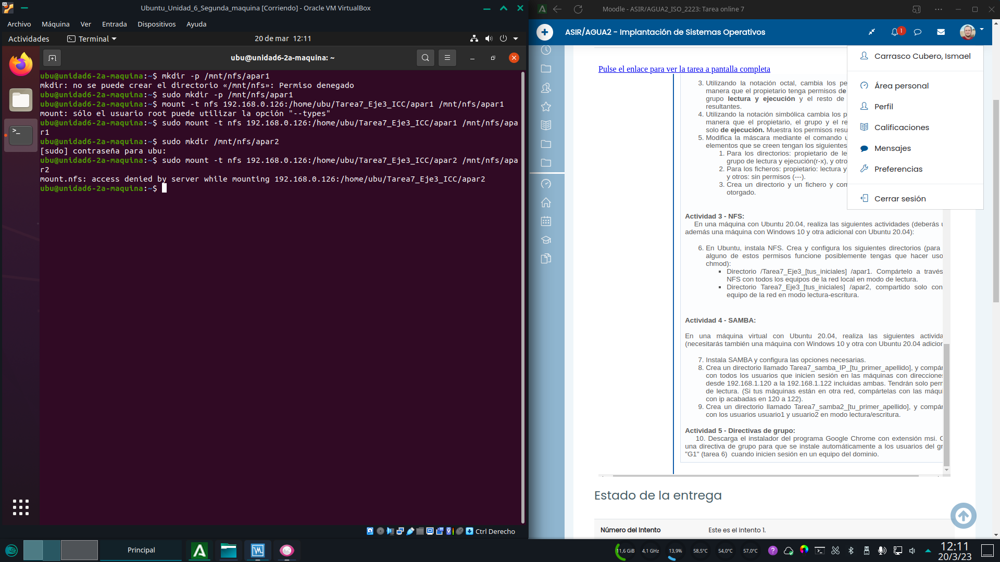 Ubuntu_Unidad_6_Segunda_maquina [Corriendo] - Oracle VM VirtualBox
Archivo Máquina Ver Entrada Dispositivos Ayuda
Actividades Terminal 20 de mar 12:11
ubu@unidad6-2a-maquina: ~
ubu@unidad6-2a-maquina:~$ mkdir -p /mnt/nfs/apar1
mkdir: no se puede crear el directorio «/mnt/nfs»: Permiso denegado
ubu@unidad6-2a-maquina:~$ sudo mkdir -p /mnt/nfs/apar1
ubu@unidad6-2a-maquina:~$ mount -t nfs 192.168.0.126:/home/ubu/Tarea7_Eje3_ICC/apar1 /mnt/nfs/apar1
mount: sólo el usuario root puede utilizar la opción "--types"
ubu@unidad6-2a-maquina:~$ sudo mount -t nfs 192.168.0.126:/home/ubu/Tarea7_Eje3_ICC/apar1 /mnt/nfs/apa
r1
ubu@unidad6-2a-maquina:~$ sudo mkdir /mnt/nfs/apar2
[sudo] contraseña para ubu:
ubu@unidad6-2a-maquina:~$ sudo mount -t nfs 192.168.0.126:/home/ubu/Tarea7_Eje3_ICC/apar2 /mnt/nfs/apa
r2
mount.nfs: access denied by server while mounting 192.168.0.126:/home/ubu/Tarea7_Eje3_ICC/apar2
ubu@unidad6-2a-maquina:~$
Ctrl Derecho
Moodle - ASIR/AGUA2_ISO_2223: Tarea online 7
ASIR/AGUA2 - Implantación de Sistemas Operativos
1
Carrasco Cubero, Ismael
Área personal
Perfil
Calificaciones
Mensajes
Preferencias
Cerrar sesión
Pulse el enlace para ver la tarea a pantalla completa
3. Utilizando la notación octal, cambia los pe
manera que el propietario tenga permisos de
grupo lectura y ejecución y el resto de
resultantes.
4. Utilizando la notación simbólica cambia los p
manera que el propietario, el grupo y el re
solo de ejecución. Muestra los permisos resu
5. Modifica la máscara mediante el comando u
elementos que se creen tengan los siguientes
1. Para los directorios: propietario de le
grupo de lectura y ejecución(r-x), y otro
2. Para los ficheros: propietario: lectura y
y otros: sin permisos (---).
3. Crea un directorio y un fichero y com
otorgado.
Actividad 3 - NFS:
En una máquina con Ubuntu 20.04, realiza las siguientes actividades (deberás u
además una máquina con Windows 10 y otra adicional con Ubuntu 20.04):
6. En Ubuntu, instala NFS. Crea y configura los siguientes directorios (para
alguno de estos permisos funcione posiblemente tengas que hacer uso
chmod):
▪ Directorio /Tarea7_Eje3_[tus_iniciales] /apar1. Compártelo a través
NFS con todos los equipos de la red local en modo de lectura.
▪ Directorio Tarea7_Eje3_[tus_iniciales] /apar2, compartido solo con
equipo de la red en modo lectura-escritura.
Actividad 4 - SAMBA:
En una máquina virtual con Ubuntu 20.04, realiza las siguientes activida
(necesitarás también una máquina con Windows 10 y otra con Ubuntu 20.04 adicion
7. Instala SAMBA y configura las opciones necesarias.
8. Crea un directorio llamado Tarea7_samba_IP_[tu_primer_apellido], y compár
con todos los usuarios que inicien sesión en las máquinas con direcciones
desde 192.168.1.120 a la 192.168.1.122 incluidas ambas. Tendrán solo perm
de lectura. (Si tus máquinas están en otra red, compártelas con las máqui
con ip acabadas en 120 a 122).
9. Crea un directorio llamado Tarea7_samba2_[tu_primer_apellido], y compár
con los usuarios usuario1 y usuario2 en modo lectura/escritura.
Actividad 5 - Directivas de grupo:
10. Descarga el instalador del programa Google Chrome con extensión msi. C
una directiva de grupo para que se instale automáticamente a los usuarios del gr
"G1" (tarea 6) cuando inicien sesión en un equipo del dominio.
Estado de la entrega
Número del Intento Este es el intento 1.
Principal
11,6 GiB 4,1 GHz 13,9% 58,5°C 54,0°C 57,0°C
12:11
20/3/23